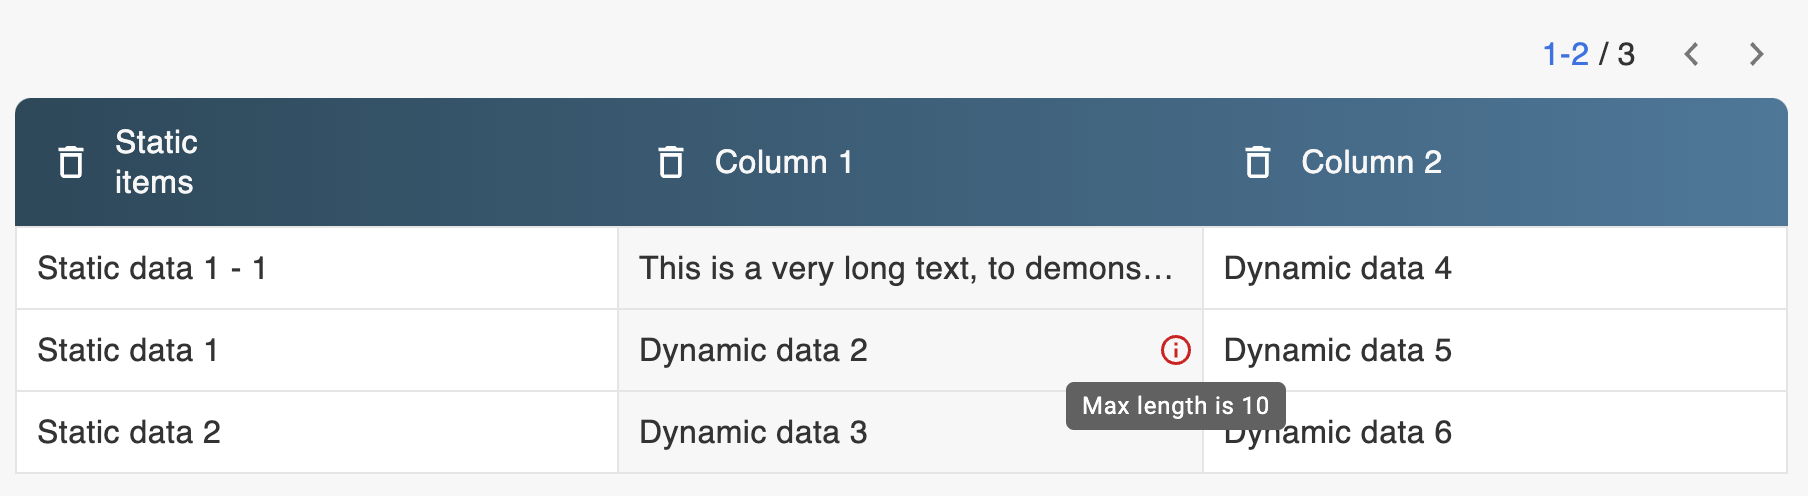 1-2 / 3
Static
items
Column 1
Column 2
Static data 1 - 1
This is a very long text, to demons...
Dynamic data 4
Static data 1
Dynamic data 2
Dynamic data 5
Max length is 10
Static data 2
Dynamic data 3
Dynamic data 6